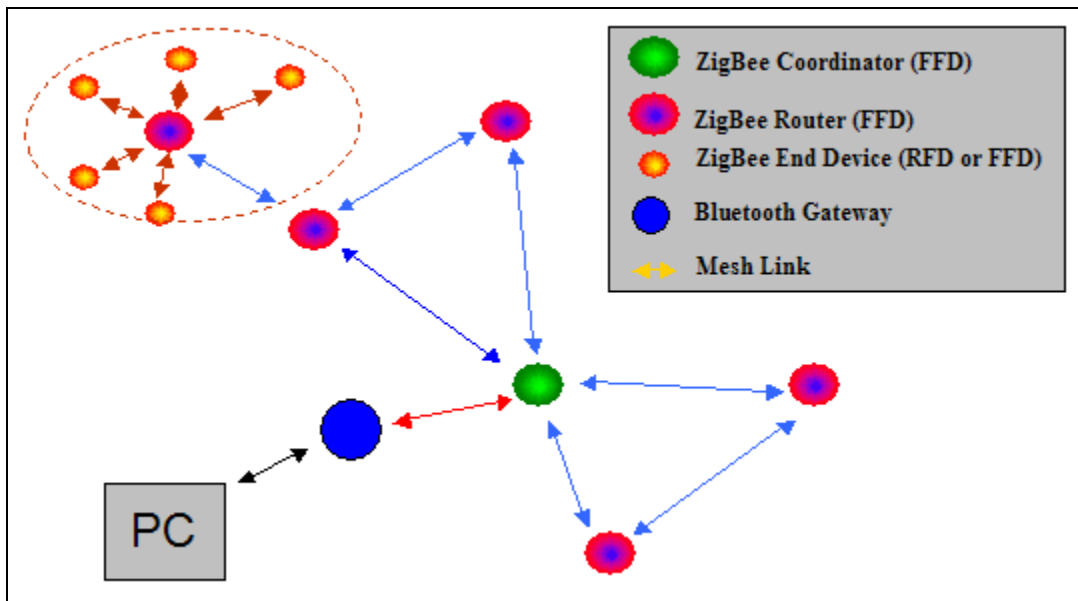 ZigBee Coordinator (FFD)
ZigBee Router (FFD)
ZigBee End Device (RFD or FFD)
Bluetooth Gateway
Mesh Link
PC